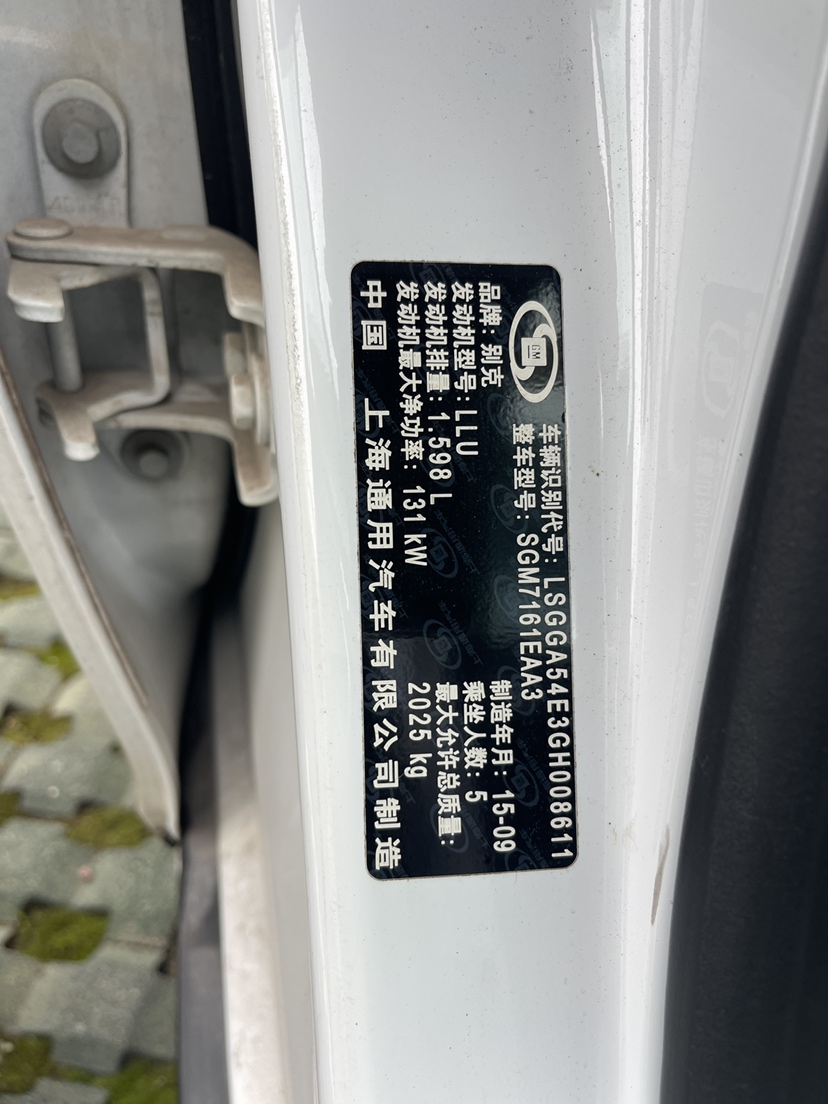 GM
车辆识别代号: LSGGA54E3GH008611
整车型号: SGM7161EAA3
品牌: 别克
制造年月: 15-09
发动机型号: LLU
乘坐人数: 5
发动机排量: 1.598 L
最大允许总质量:
发动机最大净功率: 131 kW
2025 kg
中国 上海通用汽车有限公司制造